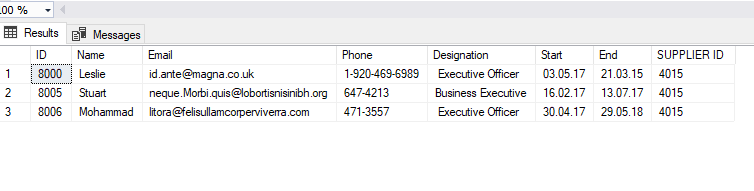 .00 %
Results Messages
ID Name Email Phone Designation Start End SUPPLIER ID
1 8000 Leslie id.ante@magna.co.uk 1-920-469-6989 Executive Officer 03.05.17 21.03.15 4015
2 8005 Stuart neque.Morbi.quis@lobortisnisinibh.org 647-4213 Business Executive 16.02.17 13.07.17 4015
3 8006 Mohammad litora@felisullamcorperviverra.com 471-3557 Executive Officer 30.04.17 29.05.18 4015